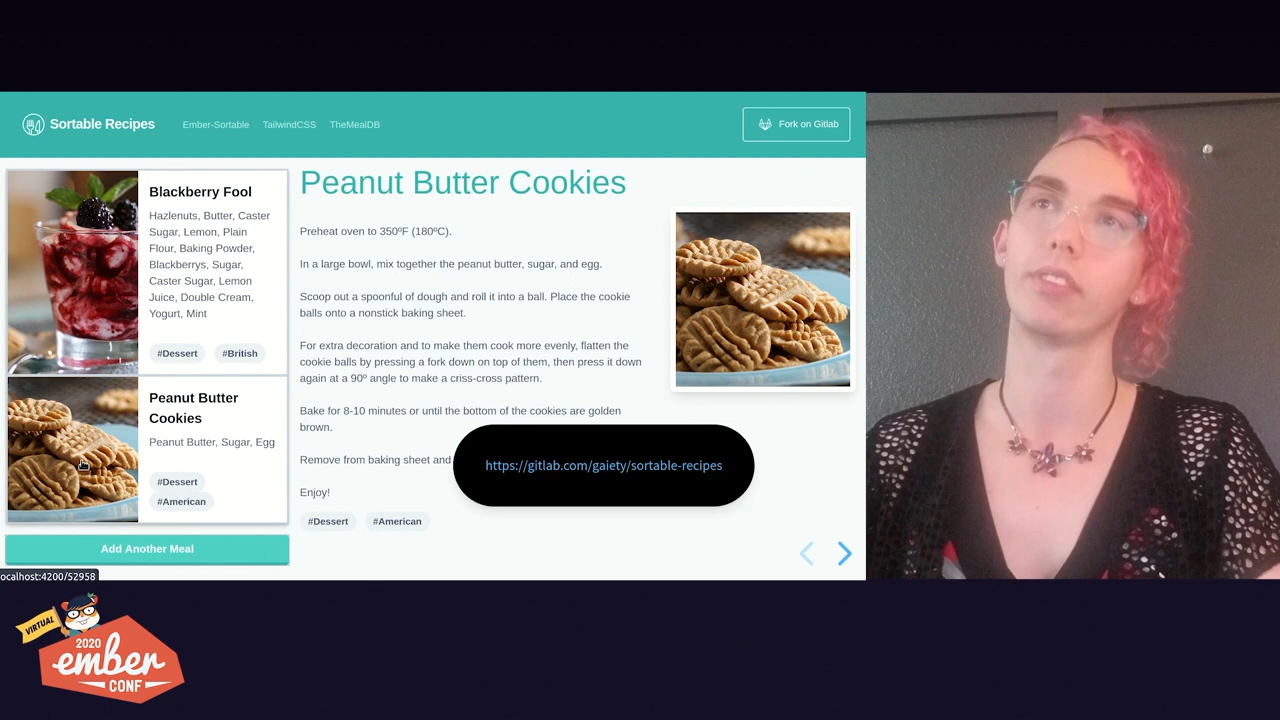 Sortable Recipes
Ember-Sortable
TailwindCSS
TheMealDB
Fork on Gitlab
Blackberry Fool
Hazlenuts, Butter, Caster
Sugar, Lemon, Plain
Flour, Baking Powder,
Blackberrys, Sugar,
Caster Sugar, Lemon
Juice, Double Cream,
Yogurt, Mint
#Dessert
#British
Peanut Butter
Cookies
Peanut Butter, Sugar, Egg
#Dessert
#American
Add Another Meal
ocalhost:4200/52958
Peanut Butter Cookies
Preheat oven to 350ºF (180ºC).
In a large bowl, mix together the peanut butter, sugar, and egg.
Scoop out a spoonful of dough and roll it into a ball. Place the cookie
balls onto a nonstick baking sheet.
For extra decoration and to make them cook more evenly, flatten the
cookie balls by pressing a fork down on top of them, then press it down
again at a 90º angle to make a criss-cross pattern.
Bake for 8-10 minutes or until the bottom of the cookies are golden
brown.
Remove from baking sheet and
Enjoy!
#Dessert
#American
https://gitlab.com/gaiety/sortable-recipes
VIRTUAL
2020
ember
CONF